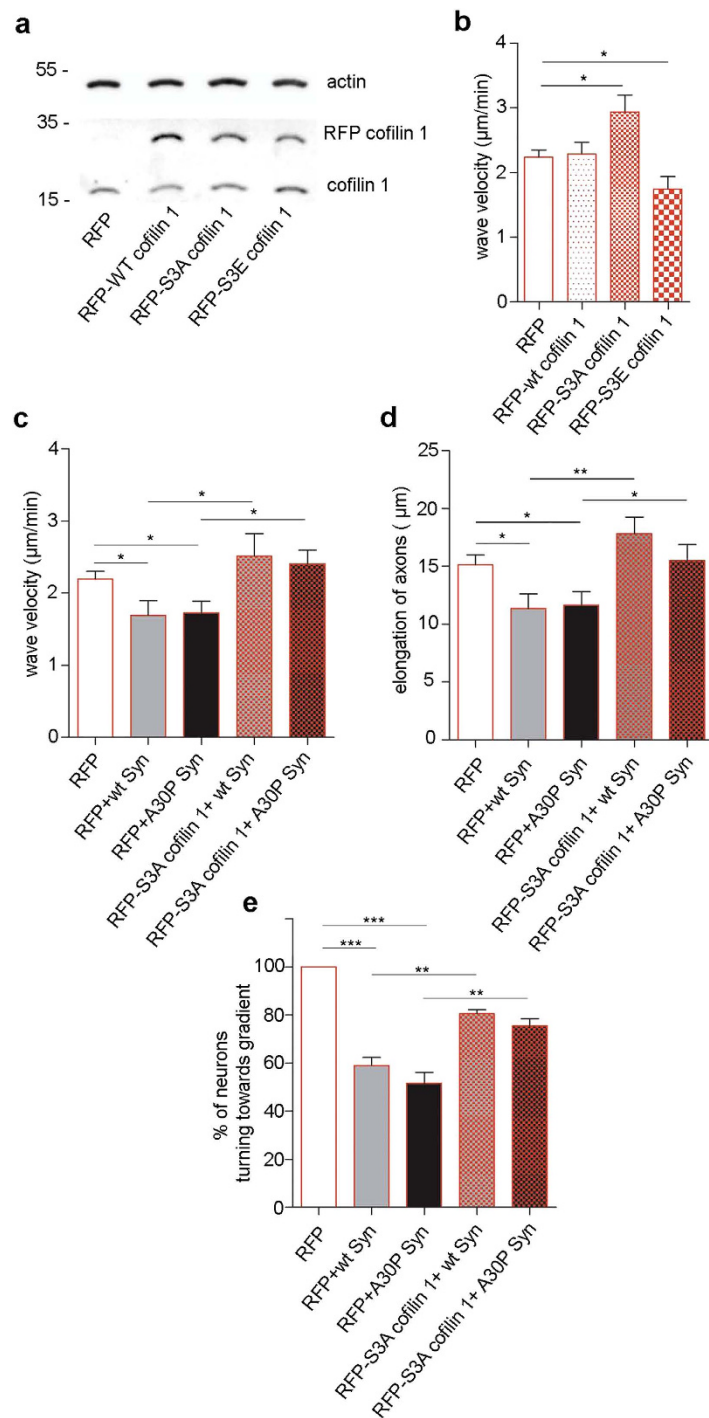 a
55 -
actin
35 -
RFP cofilin 1
cofilin 1
15 -
RFP
RFP-WT cofilin 1
RFP-S3A cofilin 1
RFP-S3E cofilin 1
b
wave velocity (µm/min)
4
3
2
1
0
*
*
RFP
RFP-wt cofilin 1
RFP-S3A cofilin 1
RFP-S3E cofilin 1
c
wave velocity (µm/min)
4
3
2
1
0
*
*
*
*
RFP
RFP+wt Syn
RFP+A30P Syn
RFP-S3A cofilin 1+ wt Syn
RFP-S3A cofilin 1+ A30P Syn
d
elongation of axons ( µm)
25
20
15
10
5
0
**
*
*
*
RFP
RFP+wt Syn
RFP+A30P Syn
RFP-S3A cofilin 1+ wt Syn
RFP-S3A cofilin 1+ A30P Syn
e
% of neurons
turning towards gradient
100
80
60
40
20
0
***
***
**
**
RFP
RFP+wt Syn
RFP+A30P Syn
RFP-S3A cofilin 1+ wt Syn
RFP-S3A cofilin 1+ A30P Syn